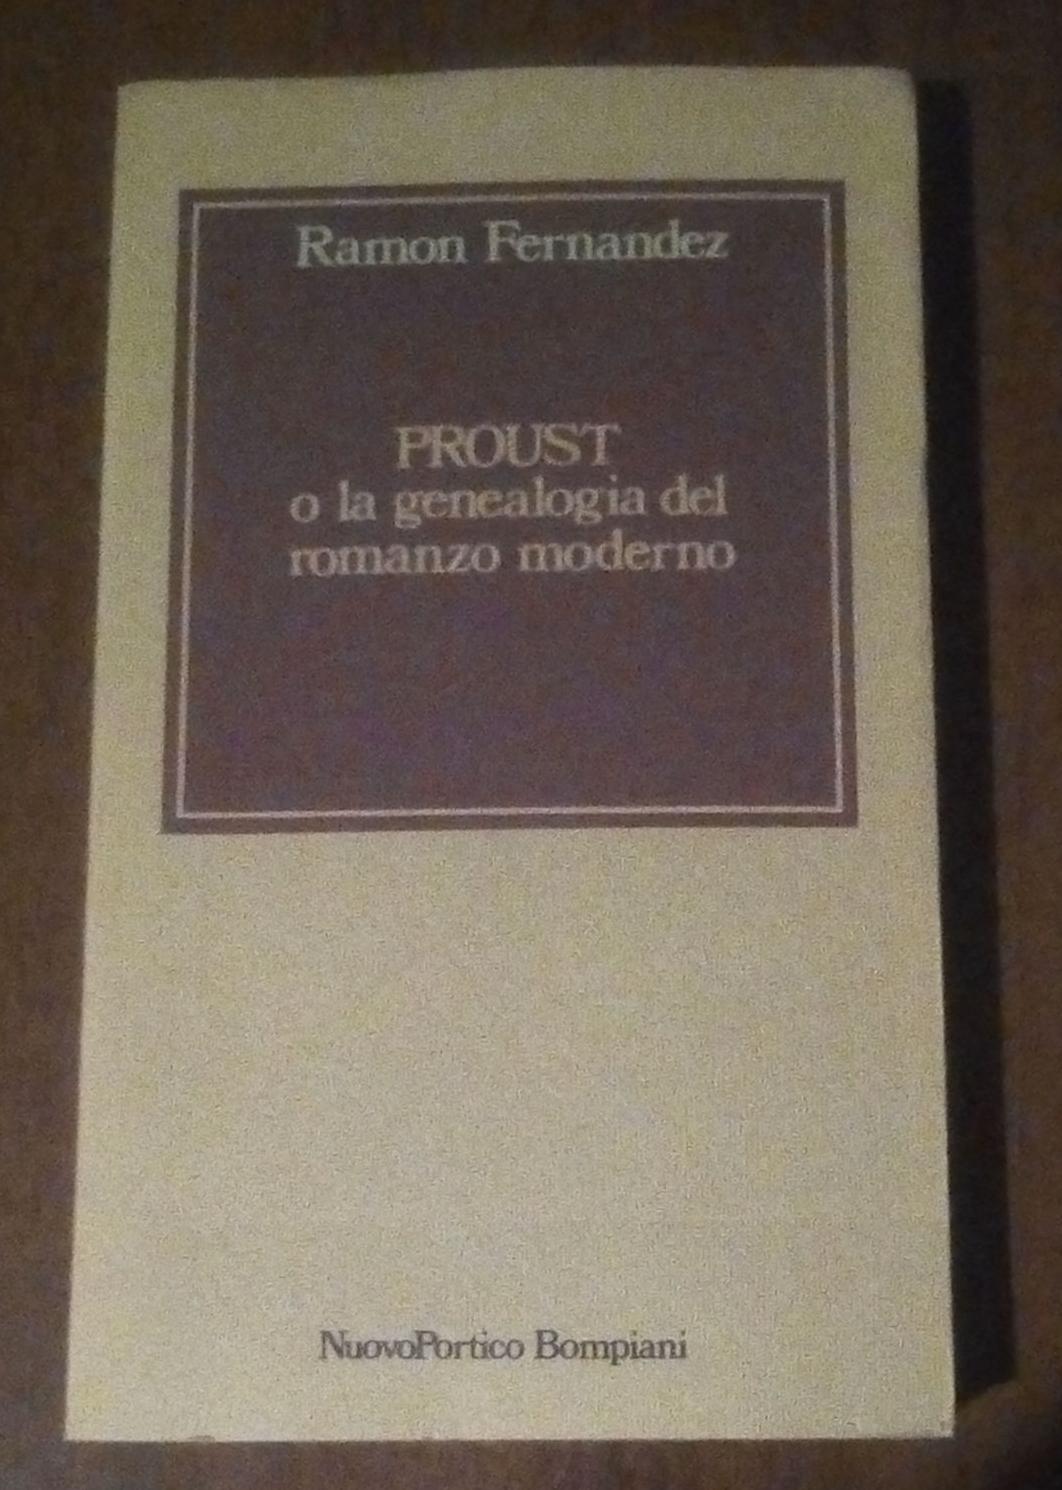 Ramon Fernandez
PROUST
o la genealogia del
romanzo moderno
NuovoPortico Bompiani